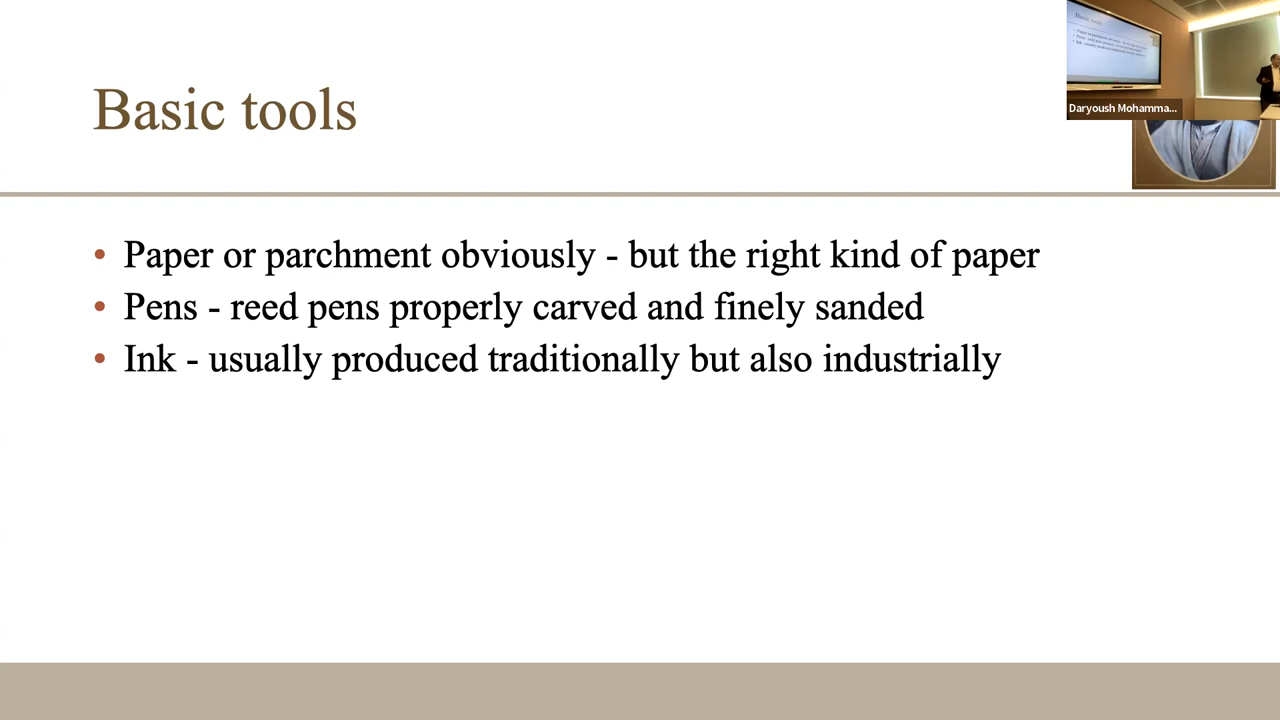 Basic tools
Daryoush Mohamma...
• Paper or parchment obviously - but the right kind of paper
• Pens - reed pens properly carved and finely sanded
• Ink - usually produced traditionally but also industrially